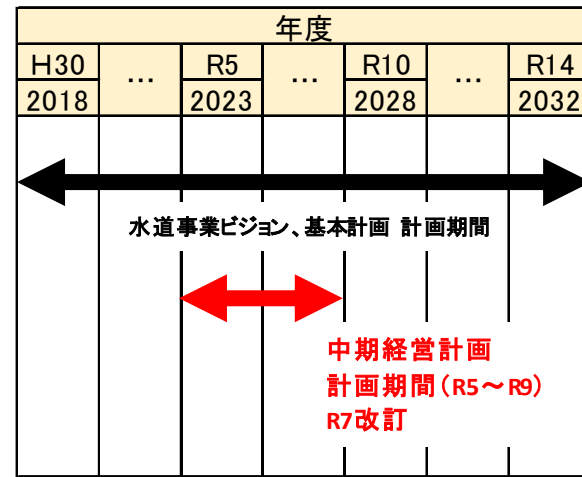 年度
H30 … R5 … R10 … R14
2018 2023 2028 2032
水道事業ビジョン、基本計画 計画期間
中期経営計画
計画期間(R5～R9)
R7改訂